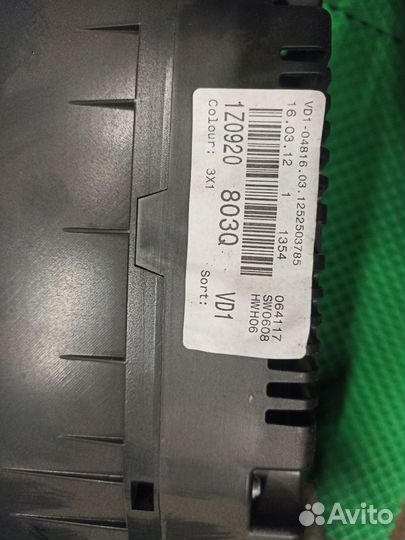 VD1-04816.03.1252503785
16.03.12 1 1354
064117
SW0608
HWH06
1Z0920 803Q VD1
Colour: 3X1 Sort:
Avito